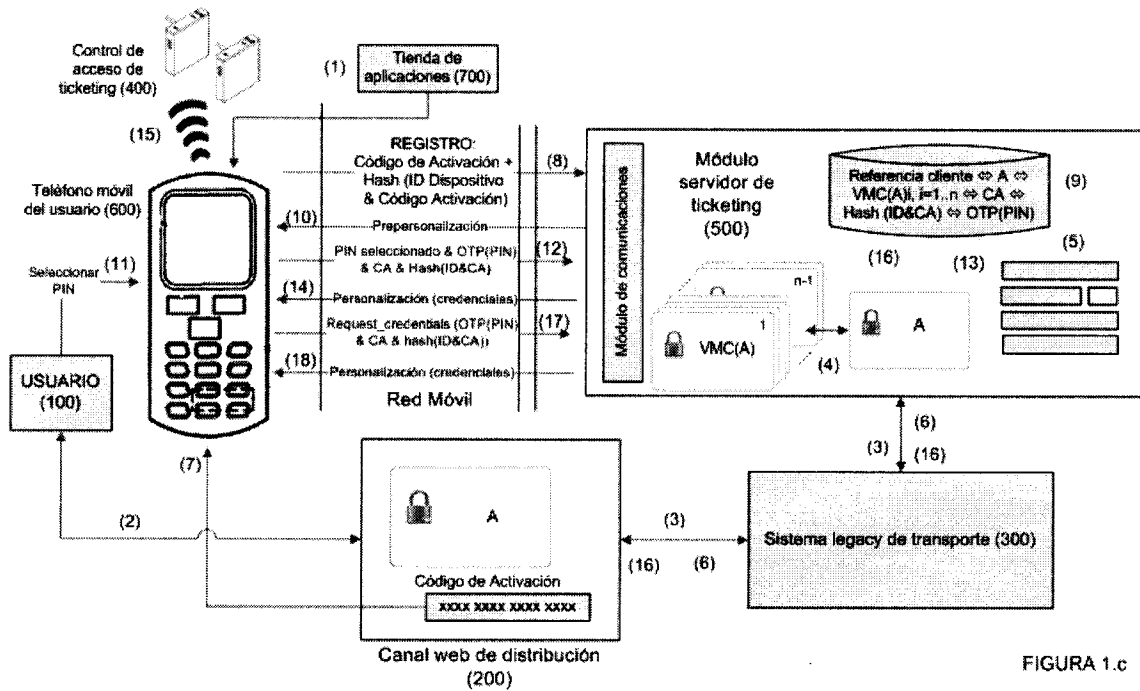 Control de
acceso de
ticketing (400)
(1)
Tienda de
aplicaciones (700)
(15)
Teléfono móvil
del usuario (600)
REGISTRO:
Código de Activación +
Hash (ID Dispositivo
& Código Activación)
(8)
(10)
Prepersonalización
PIN seleccionado & OTP(PIN)
& CA & Hash(ID&CA)
(12)
Seleccionar
PIN
(11)
(14)
Personalización (credenciales)
Request_credentials (OTP(PIN)
& CA & hash(ID&CA))
(17)
(18)
Personalización (credenciales)
Red Móvil
USUARIO
(100)
Módulo de comunicaciones
Módulo
servidor de
ticketing
(500)
Referencia cliente ⇔ A ⇔
VMC(A)i, i=1..n ⇔ CA ⇔
Hash (ID&CA) ⇔ OTP(PIN)
(9)
(16)
(13)
(5)
n-1
1
VMC(A)
A
(4)
(6)
(3)
(16)
(7)
(2)
A
Código de Activación
xxxx xxxx xxxx xxxx
(3)
(16)
(6)
Sistema legacy de transporte (300)
Canal web de distribución
(200)
FIGURA 1.c